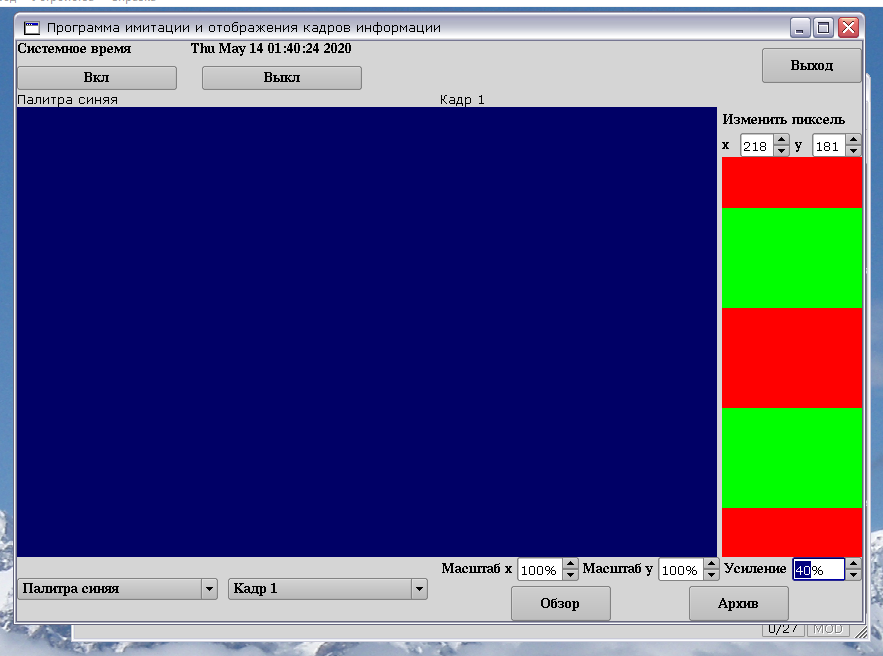 Программа имитации и отображения кадров информации
Системное время Thu May 14 01:40:24 2020
Вкл Выкл Выход
Палитра синяя Кадр 1
Изменить пиксель
x 218 y 181
Масштаб x 100% Масштаб y 100% Усиление 40%
Палитра синяя Кадр 1
Обзор Архив
0/27 MOD